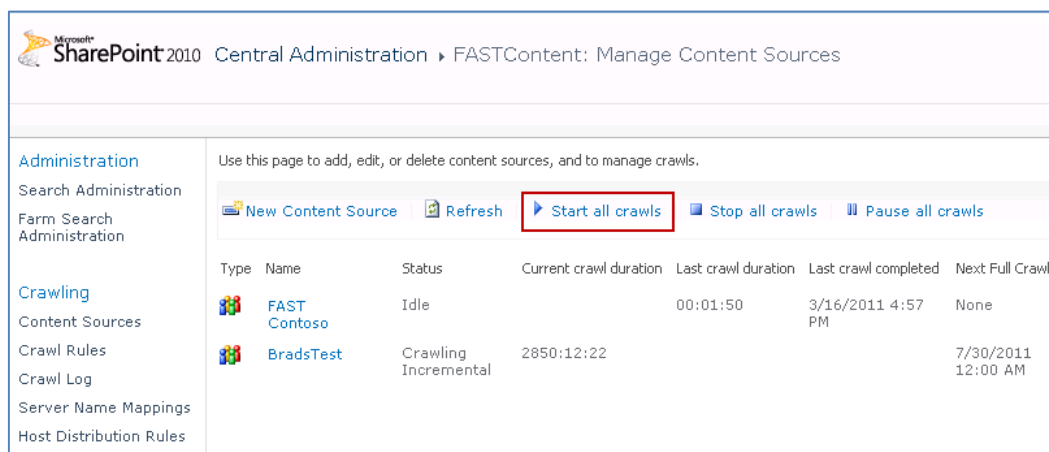 Microsoft®
SharePoint 2010 Central Administration ▸ FASTContent: Manage Content Sources
Administration
Search Administration
Farm Search
Administration
Crawling
Content Sources
Crawl Rules
Crawl Log
Server Name Mappings
Host Distribution Rules
Use this page to add, edit, or delete content sources, and to manage crawls.
New Content Source Refresh Start all crawls Stop all crawls Pause all crawls
Type Name Status Current crawl duration Last crawl duration Last crawl completed Next Full Crawl
FAST Idle 00:01:50 3/16/2011 4:57 None
Contoso PM
BradsTest Crawling 2850:12:22 7/30/2011
Incremental 12:00 AM